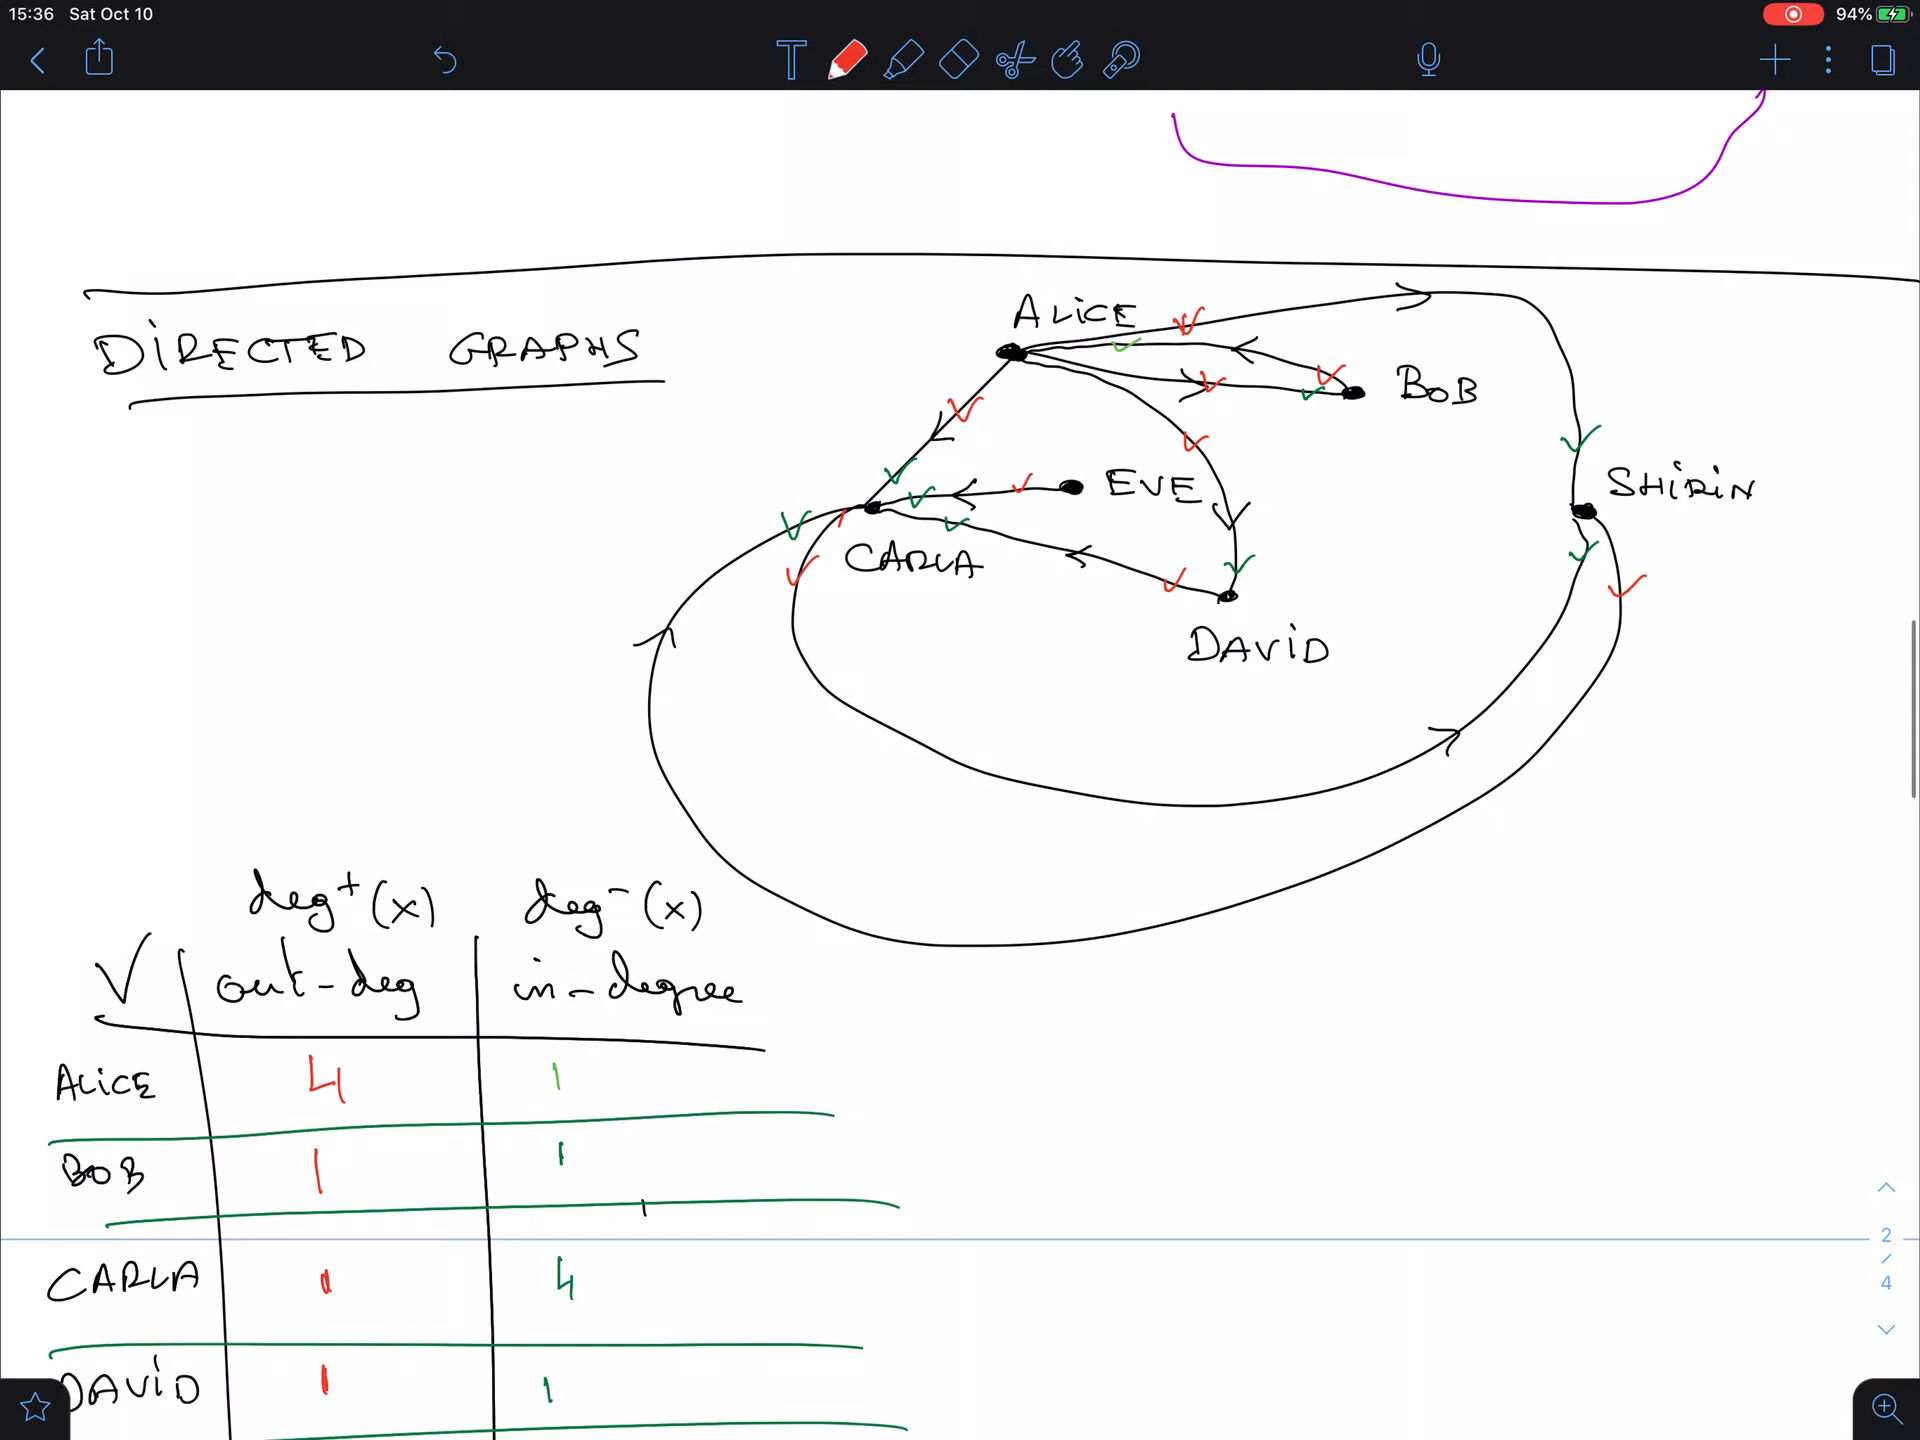 15:36 Sat Oct 10
94%
DIRECTED GRAPHS
ALICE
BOB
EVE
SHIRIN
CARLA
DAVID
deg⁺(x) deg⁻(x)
V out-deg in-degree
ALICE 4 1
BOB 1 1
2
/
4
CARLA 1 4
DAVID 1 1